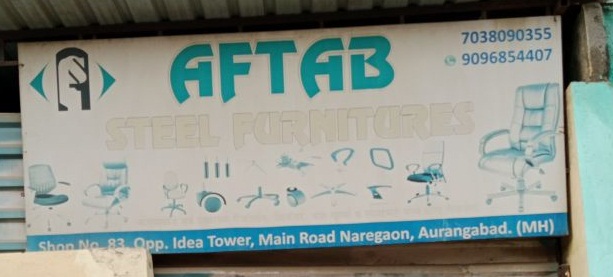 7038090355
AFTAB
9096854407
STEEL FURNITURES
Shop No. 83, Opp. Idea Tower, Main Road Naregaon, Aurangabad. (MH)